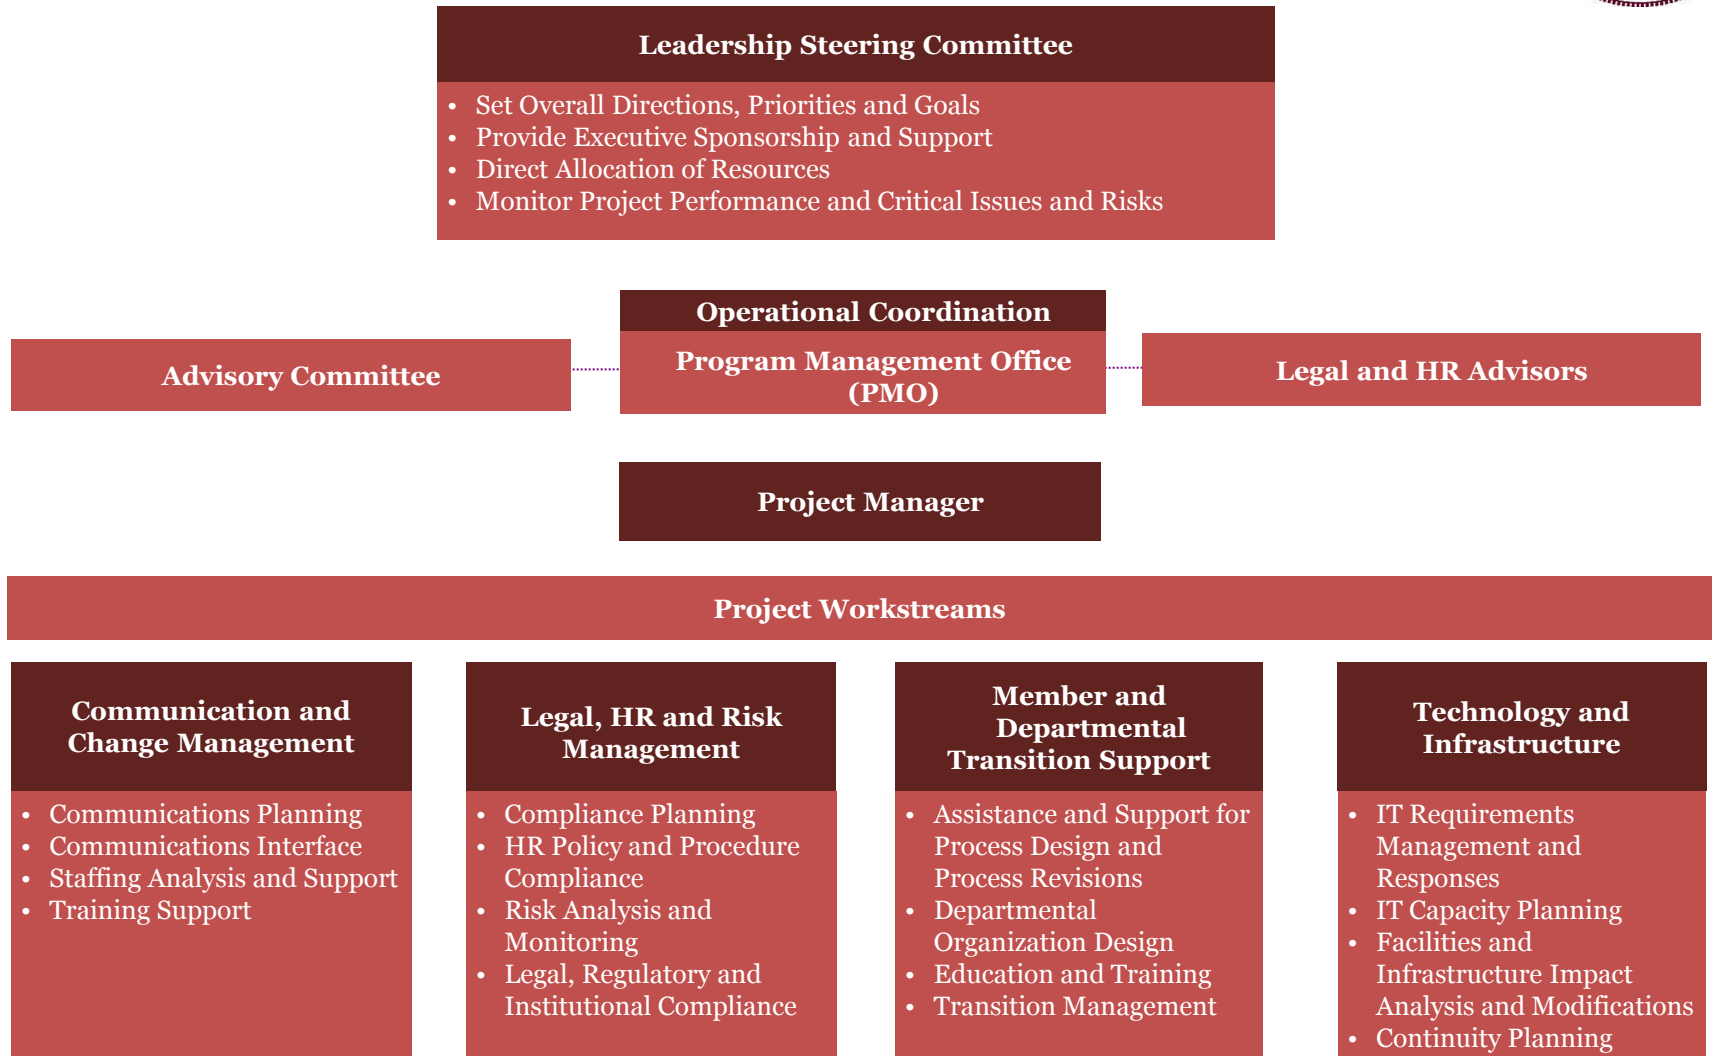 Leadership Steering Committee
• Set Overall Directions, Priorities and Goals
• Provide Executive Sponsorship and Support
• Direct Allocation of Resources
• Monitor Project Performance and Critical Issues and Risks
Operational Coordination
Advisory Committee
Program Management Office
(PMO)
Legal and HR Advisors
Project Manager
Project Workstreams
Communication and
Change Management
• Communications Planning
• Communications Interface
• Staffing Analysis and Support
• Training Support
Legal, HR and Risk
Management
• Compliance Planning
• HR Policy and Procedure
Compliance
• Risk Analysis and
Monitoring
• Legal, Regulatory and
Institutional Compliance
Member and
Departmental
Transition Support
• Assistance and Support for
Process Design and
Process Revisions
• Departmental
Organization Design
• Education and Training
• Transition Management
Technology and
Infrastructure
• IT Requirements
Management and
Responses
• IT Capacity Planning
• Facilities and
Infrastructure Impact
Analysis and Modifications
• Continuity Planning